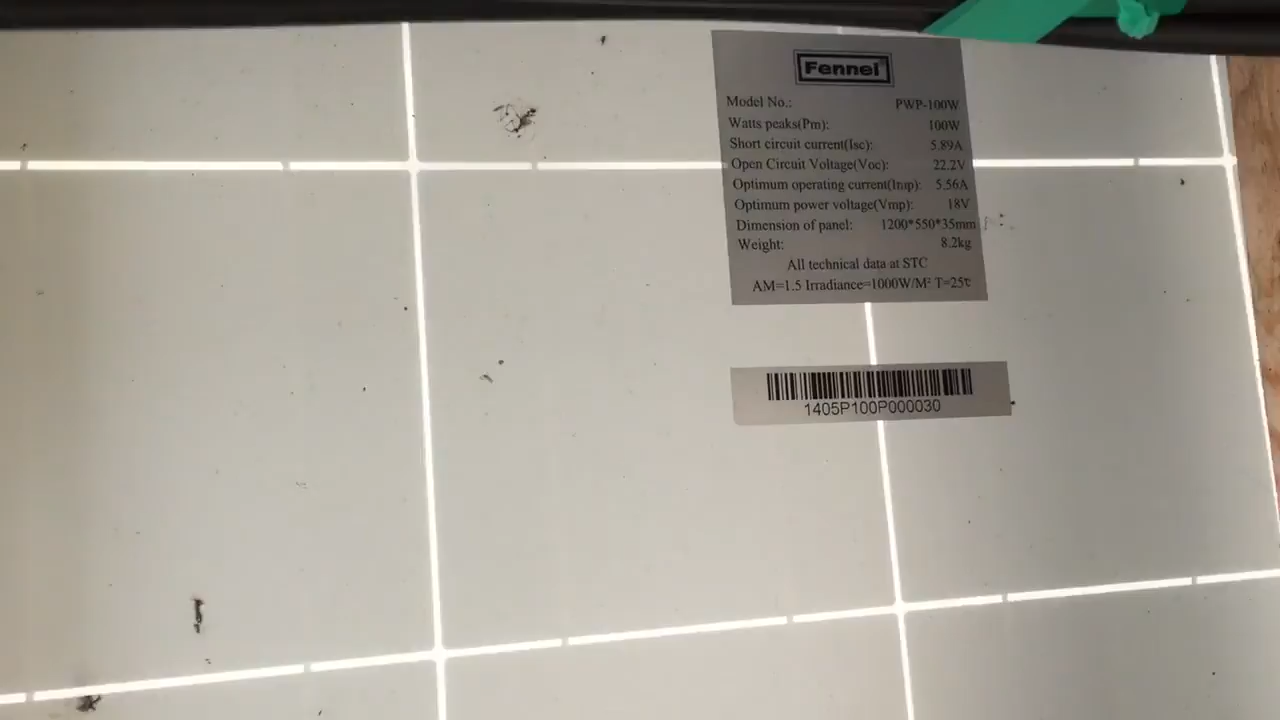 Fennel
Model No.: PWP-100W
Watts peaks(Pm): 100W
Short circuit current(Isc): 5.89A
Open Circuit Voltage(Voc): 22.2V
Optimum operating current(Imp): 5.56A
Optimum power voltage(Vmp): 18V
Dimension of panel: 1200*550*35mm
Weight: 8.2kg
All technical data at STC
AM=1.5 Irradiance=1000W/M² T=25℃
1405P100P000030